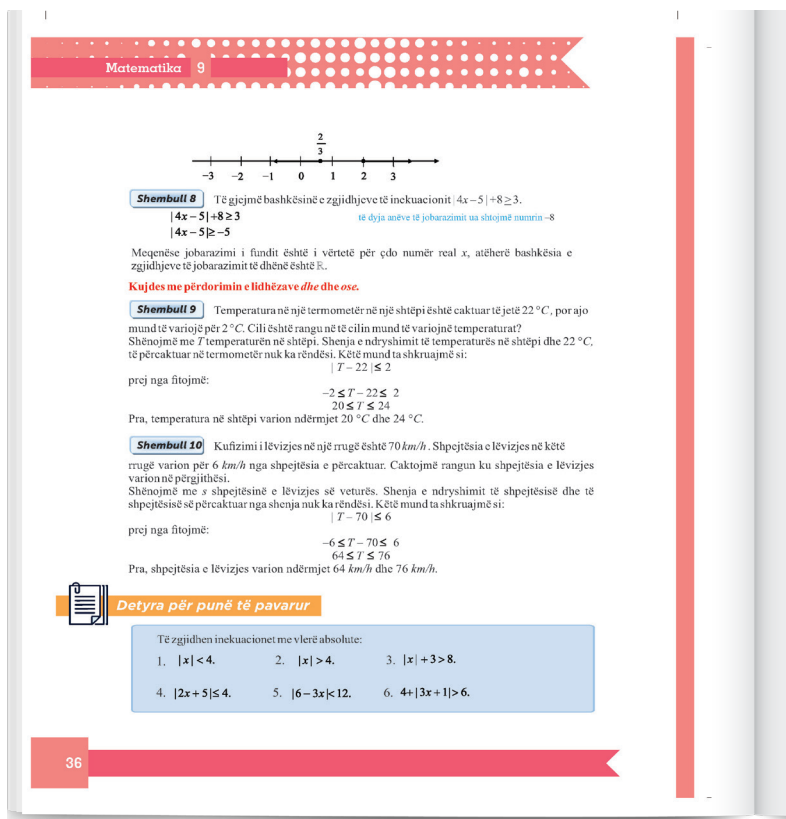 Matematika 9
2
3
−3 −2 −1 0 1 2 3
Shembull 8 Të gjejmë bashkësinë e zgjidhjeve të inekuacionit |4x−5|+8≥3.
|4x−5|+8≥3 të dyja anëve të jobarazimit ua shtojmë numrin −8
|4x−5|≥−5
Meqenëse jobarazimi i fundit është i vërtetë për çdo numër real x, atëherë bashkësia e
zgjidhjeve të jobarazimit të dhënë është ℝ.
Kujdes me përdorimin e lidhëzave dhe dhe ose.
Shembull 9 Temperatura në një termometër në një shtëpi është caktuar të jetë 22 °C, por ajo
mund të variojë për 2 °C. Cili është rangu në të cilin mund të variojnë temperaturat?
Shënojmë me T temperaturën në shtëpi. Shenja e ndryshimit të temperaturës në shtëpi dhe 22 °C,
të përcaktuar në termometër nuk ka rëndësi. Këtë mund ta shkruajmë si:
| T − 22 |≤ 2
prej nga fitojmë:
−2 ≤ T − 22 ≤ 2
20 ≤ T ≤ 24
Pra, temperatura në shtëpi varion ndërmjet 20 °C dhe 24 °C.
Shembull 10 Kufizimi i lëvizjes në një rrugë është 70 km/h. Shpejtësia e lëvizjes në këtë
rrugë varion për 6 km/h nga shpejtësia e përcaktuar. Caktojmë rangun ku shpejtësia e lëvizjes
varion në përgjithësi.
Shënojmë me s shpejtësinë e lëvizjes së veturës. Shenja e ndryshimit të shpejtësisë dhe të
shpejtësisë së përcaktuar nga shenja nuk ka rëndësi. Këtë mund ta shkruajmë si:
| T − 70 |≤ 6
prej nga fitojmë:
−6 ≤ T − 70 ≤ 6
64 ≤ T ≤ 76
Pra, shpejtësia e lëvizjes varion ndërmjet 64 km/h dhe 76 km/h.
Detyra për punë të pavarur
Të zgjidhen inekuacionet me vlerë absolute:
1. |x|<4. 2. |x|>4. 3. |x|+3>8.
4. |2x+5|≤4. 5. |6−3x|<12. 6. 4+|3x+1|>6.
36